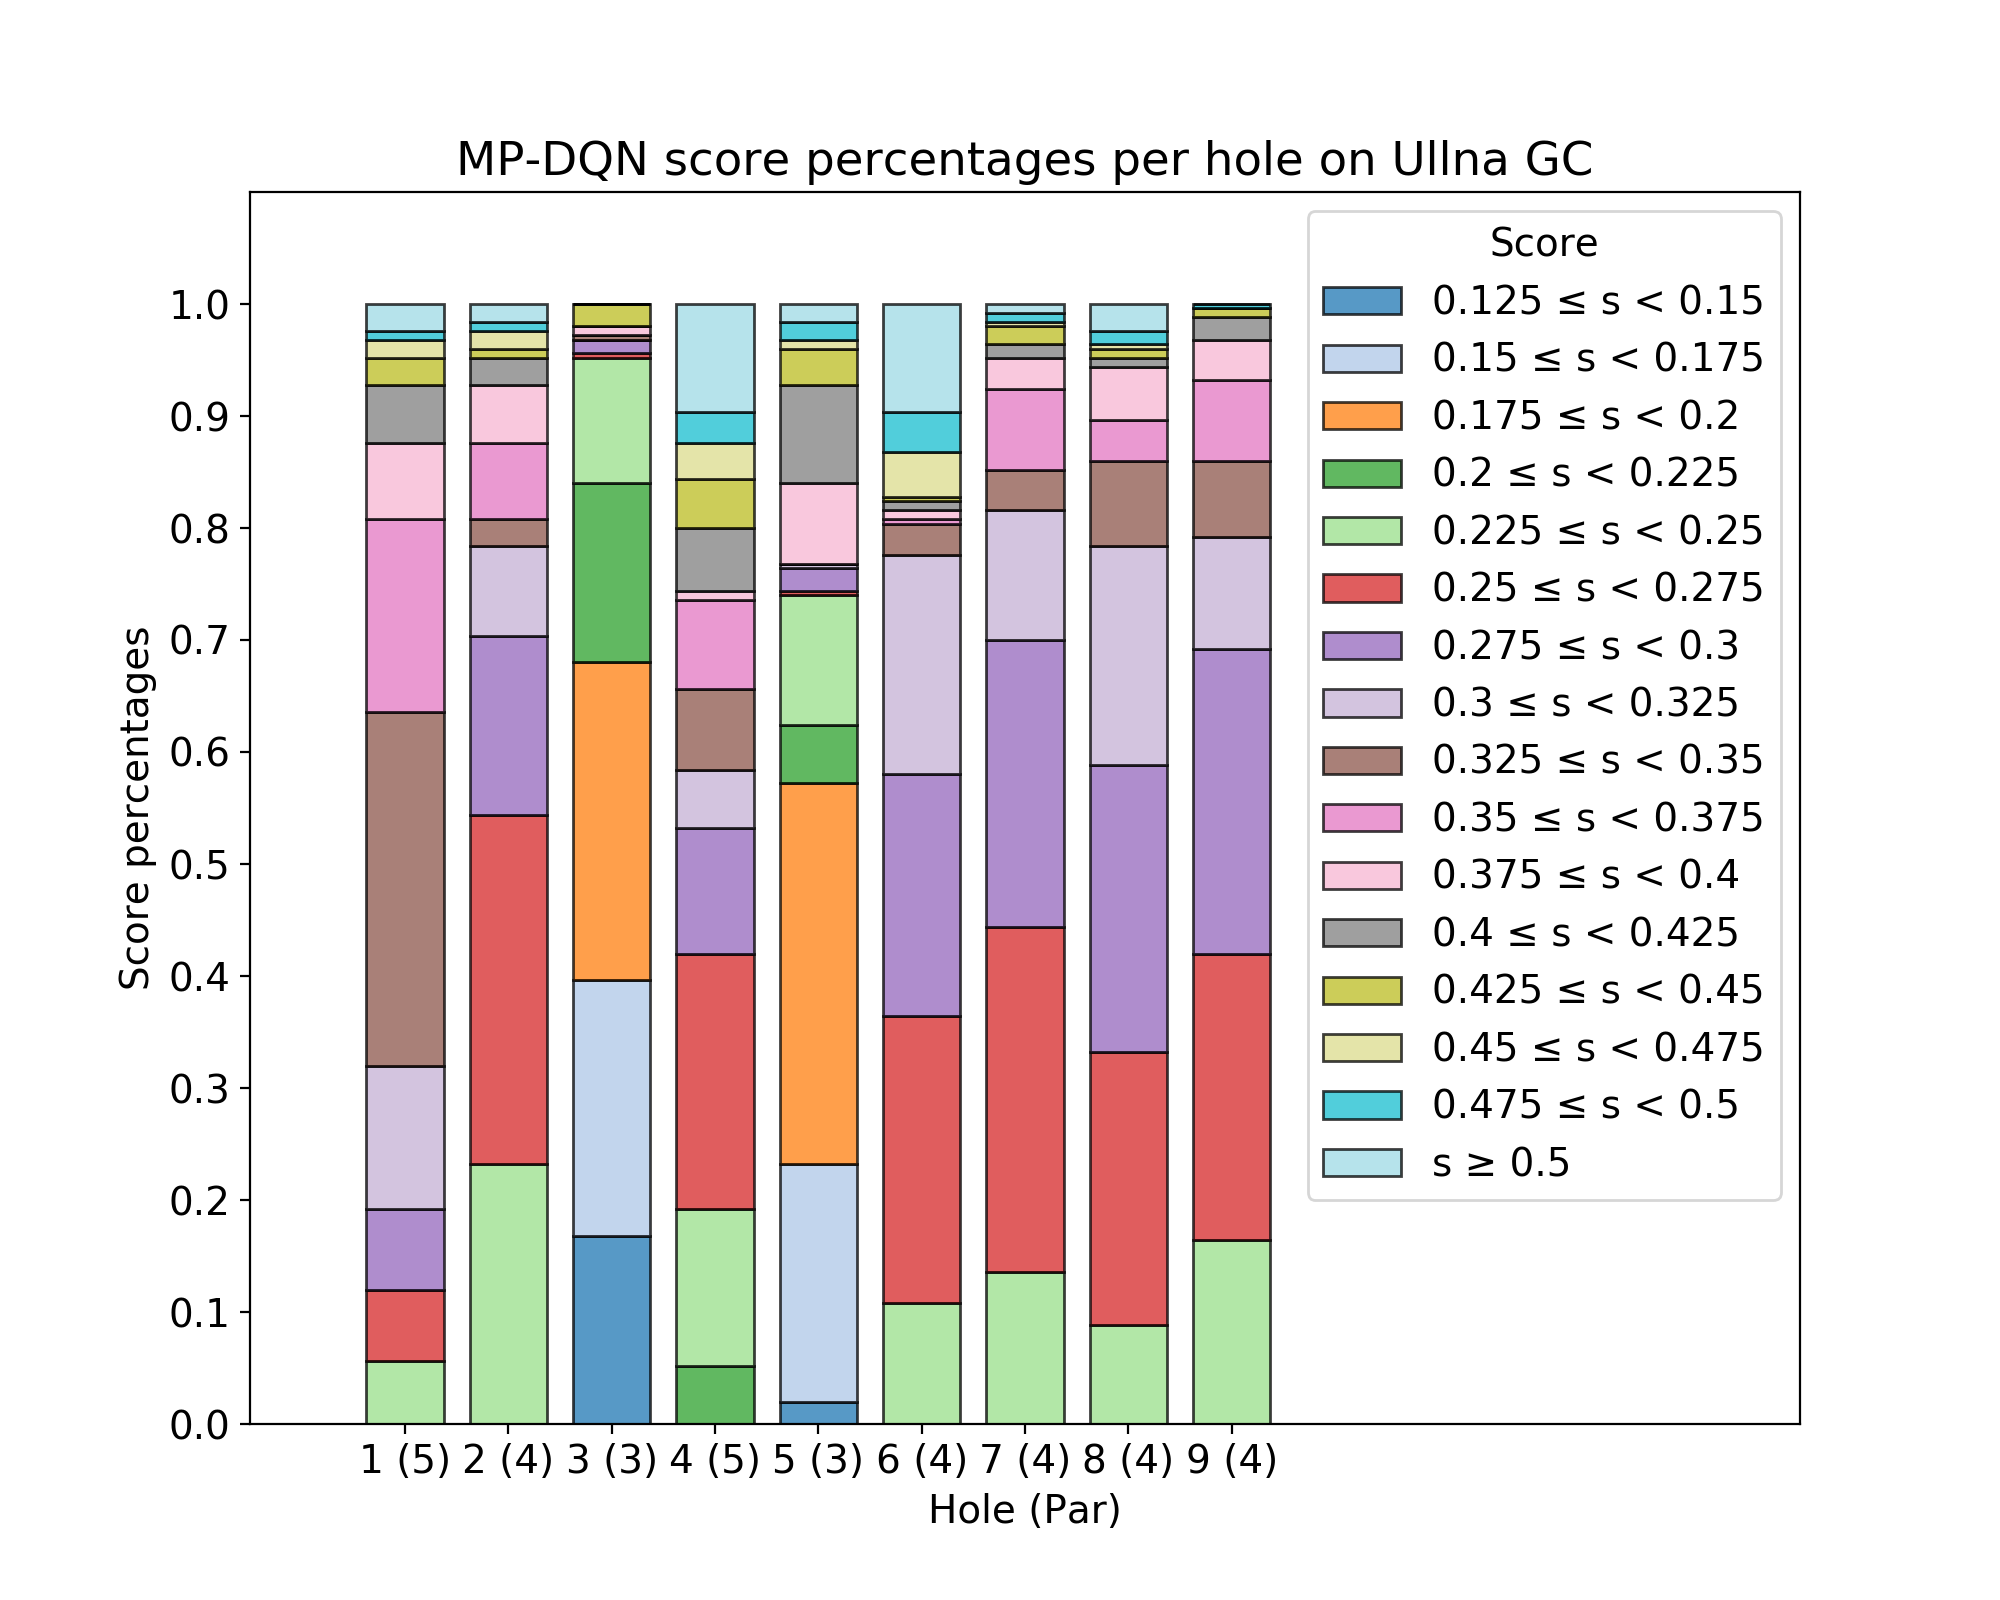 MP-DQN score percentages per hole on Ullna GC
Score
0.125 ≤ s < 0.15
0.15 ≤ s < 0.175
0.175 ≤ s < 0.2
0.2 ≤ s < 0.225
0.225 ≤ s < 0.25
0.25 ≤ s < 0.275
0.275 ≤ s < 0.3
0.3 ≤ s < 0.325
0.325 ≤ s < 0.35
0.35 ≤ s < 0.375
0.375 ≤ s < 0.4
0.4 ≤ s < 0.425
0.425 ≤ s < 0.45
0.45 ≤ s < 0.475
0.475 ≤ s < 0.5
s ≥ 0.5
Score percentages
1.0
0.9
0.8
0.7
0.6
0.5
0.4
0.3
0.2
0.1
0.0
1 (5) 2 (4) 3 (3) 4 (5) 5 (3) 6 (4) 7 (4) 8 (4) 9 (4)
Hole (Par)